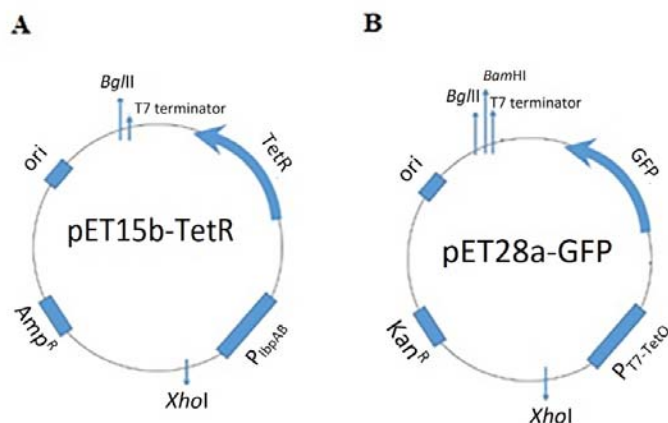 A
BglII
T7 terminator
TetR
ori
pET15b-TetR
AmpR
PIbpAB
XhoI
B
BamHI
BglII
T7 terminator
GFP
ori
pET28a-GFP
KanR
PT7-TetO
XhoI